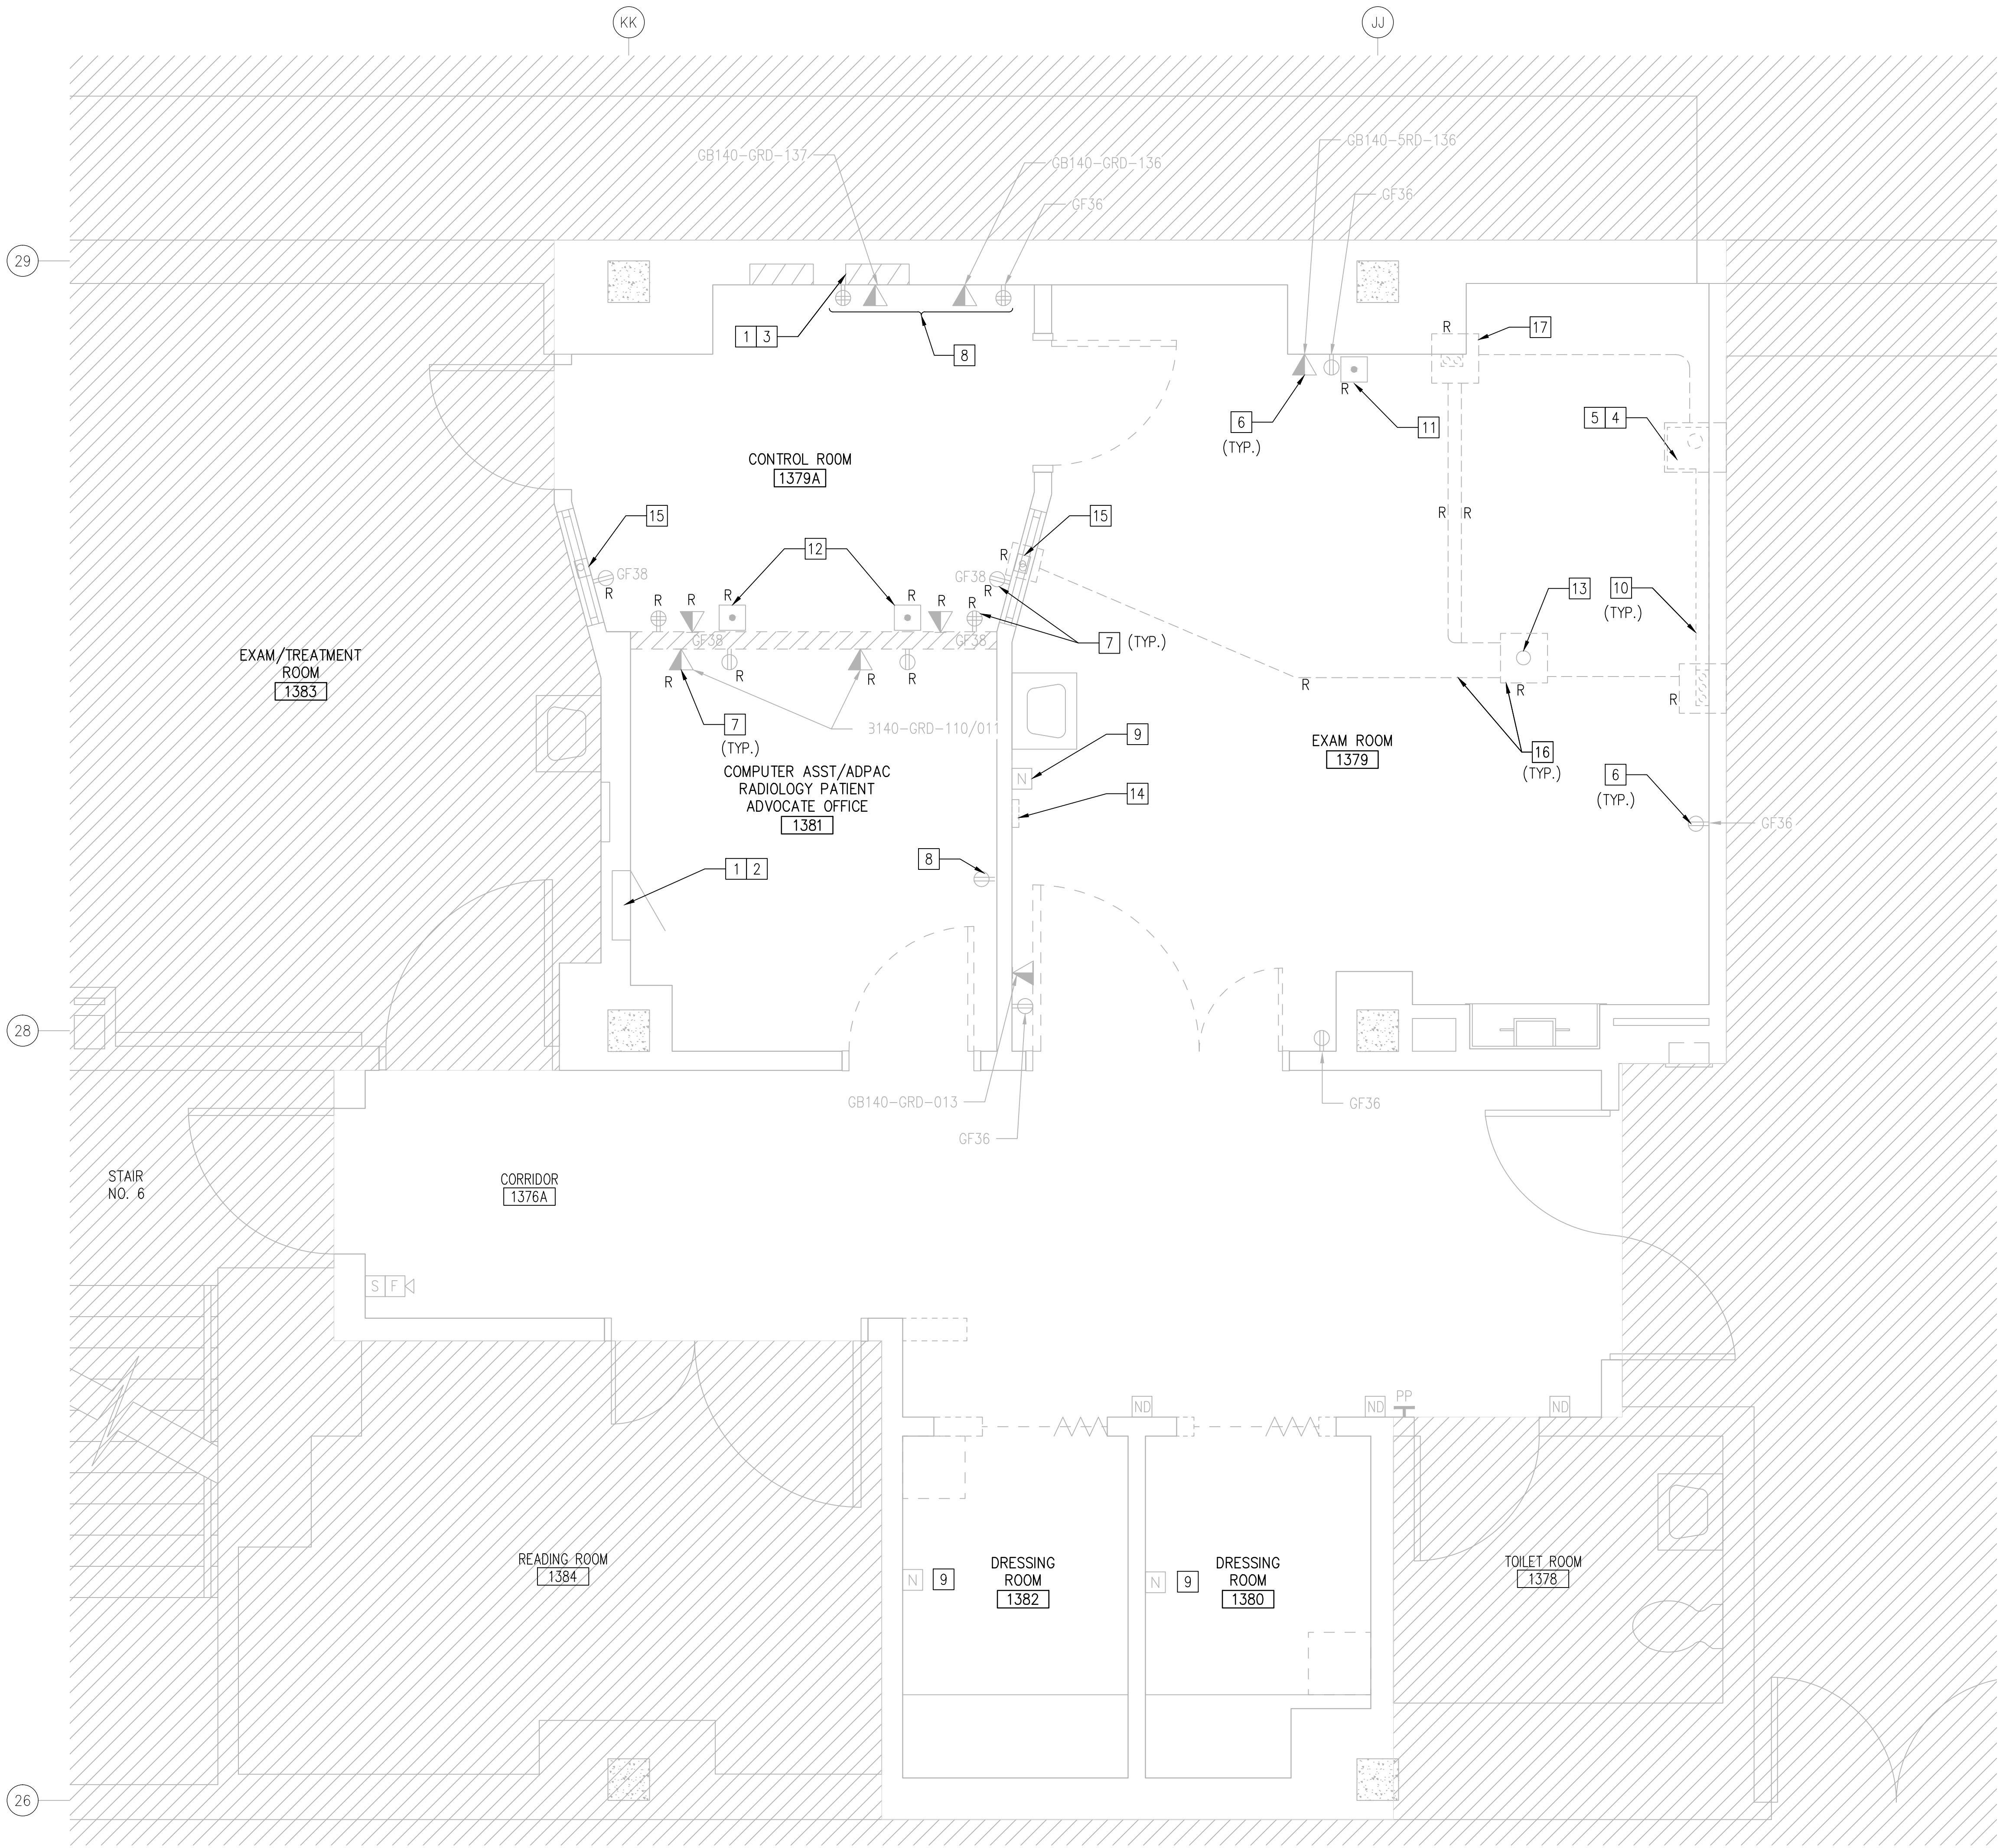 KK
JJ
GB140-5RD-136
GB140-GRD-137
GB140-GRD-136
GF36
GF36
29
R
17
1 3
8
R
11
6
(TYP.)
5 4
CONTROL ROOM
1379A
15
15
R R
12
R
GF38
GF38
R
R
13
10
(TYP.)
R
R
R
R
R
R
GF38
GF38
7 (TYP.)
EXAM/TREATMENT
ROOM
1383
R
R
R
R
R
R
R
7
(TYP.)
B140-GRD-110/011
9
N
EXAM ROOM
1379
16
(TYP.)
6
(TYP.)
COMPUTER ASST/ADPAC
RADIOLOGY PATIENT
ADVOCATE OFFICE
1381
14
GF36
8
1 2
28
GB140-GRD-013
GF36
GF36
STAIR
NO. 6
CORRIDOR
1376A
S F
ND
ND
PP
ND
READING ROOM
1384
N 9
DRESSING
ROOM
1382
N 9
DRESSING
ROOM
1380
TOILET ROOM
1378
26